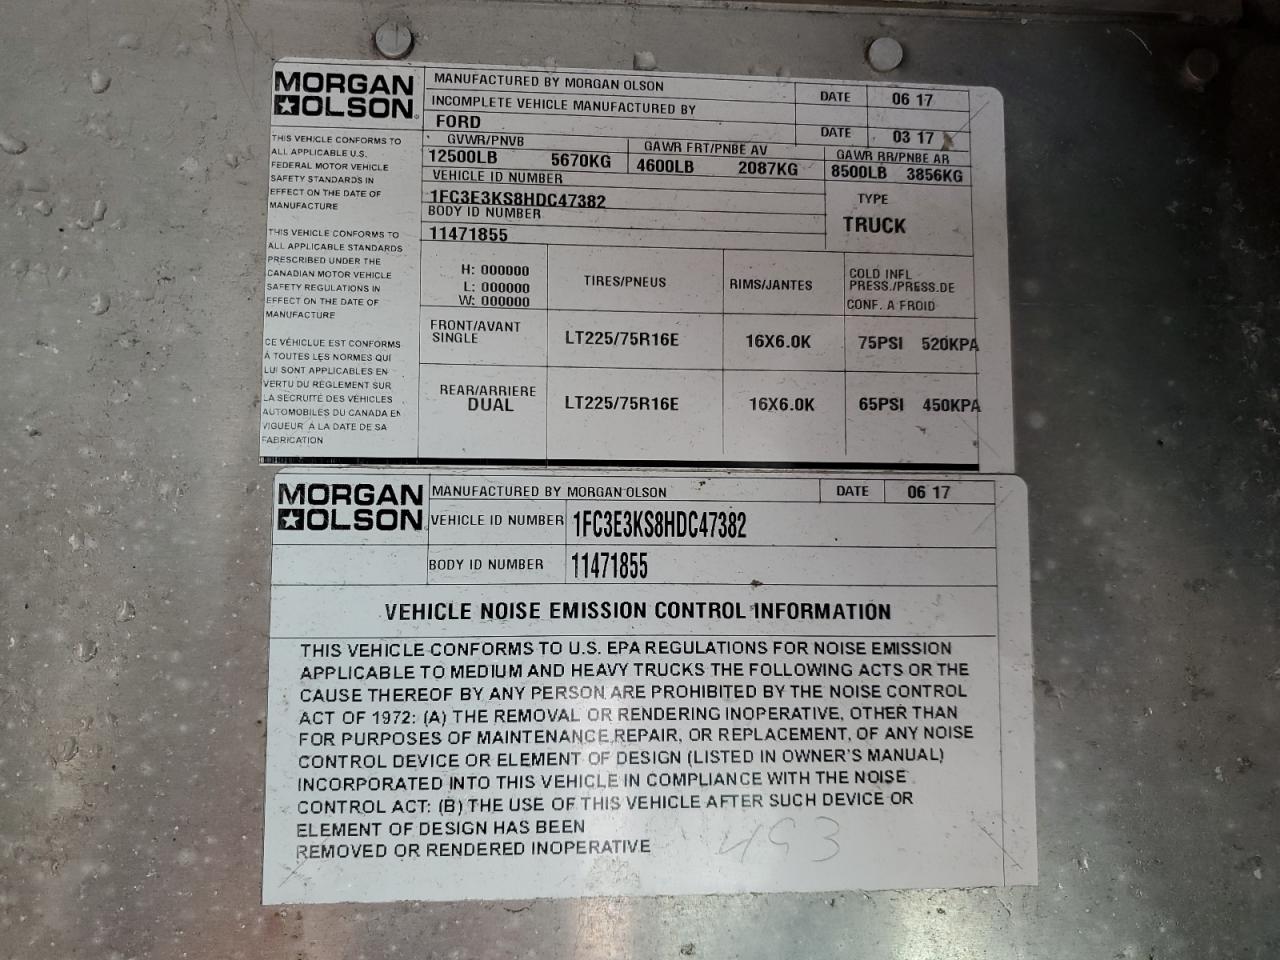 MORGAN OLSON
MANUFACTURED BY MORGAN OLSON
DATE 06 17
INCOMPLETE VEHICLE MANUFACTURED BY
FORD
DATE 03 17
GVWR/PNVB
12500LB 5670KG
GAWR FRT/PNBE AV
4600LB 2087KG
GAWR RR/PNBE AR
8500LB 3856KG
VEHICLE ID NUMBER
1FC3E3KS8HDC47382
BODY ID NUMBER
11471855
TYPE
TRUCK
THIS VEHICLE CONFORMS TO
ALL APPLICABLE U.S.
FEDERAL MOTOR VEHICLE
SAFETY STANDARDS IN
EFFECT ON THE DATE OF
MANUFACTURE
THIS VEHICLE CONFORMS TO
ALL APPLICABLE STANDARDS
PRESCRIBED UNDER THE
CANADIAN MOTOR VEHICLE
SAFETY REGULATIONS IN
EFFECT ON THE DATE OF
MANUFACTURE
CE VÉHICLUE EST CONFORMS
À TOUTES LES NORMES QUI
LUI SONT APPLICABLES EN
VERTU DU RÈGLEMENT SUR
LA SÉCRUITÉ DES VÉHICLES
AUTOMOBILES DU CANADA EN
VIGUEUR À LA DATE DE SA
FABRICATION
H: 000000
L: 000000
W: 000000
TIRES/PNEUS
RIMS/JANTES
COLD INFL
PRESS./PRESS.DE
CONF. A FROID
FRONT/AVANT
SINGLE
LT225/75R16E
16X6.0K
75PSI 520KPA
REAR/ARRIERE
DUAL
LT225/75R16E
16X6.0K
65PSI 450KPA
MORGAN OLSON
MANUFACTURED BY MORGAN OLSON
DATE 06 17
VEHICLE ID NUMBER 1FC3E3KS8HDC47382
BODY ID NUMBER 11471855
VEHICLE NOISE EMISSION CONTROL INFORMATION
THIS VEHICLE CONFORMS TO U.S. EPA REGULATIONS FOR NOISE EMISSION
APPLICABLE TO MEDIUM AND HEAVY TRUCKS THE FOLLOWING ACTS OR THE
CAUSE THEREOF BY ANY PERSON ARE PROHIBITED BY THE NOISE CONTROL
ACT OF 1972: (A) THE REMOVAL OR RENDERING INOPERATIVE, OTHER THAN
FOR PURPOSES OF MAINTENANCE,REPAIR, OR REPLACEMENT, OF ANY NOISE
CONTROL DEVICE OR ELEMENT OF DESIGN (LISTED IN OWNER'S MANUAL)
INCORPORATED INTO THIS VEHICLE IN COMPLIANCE WITH THE NOISE
CONTROL ACT: (B) THE USE OF THIS VEHICLE AFTER SUCH DEVICE OR
ELEMENT OF DESIGN HAS BEEN
REMOVED OR RENDERED INOPERATIVE